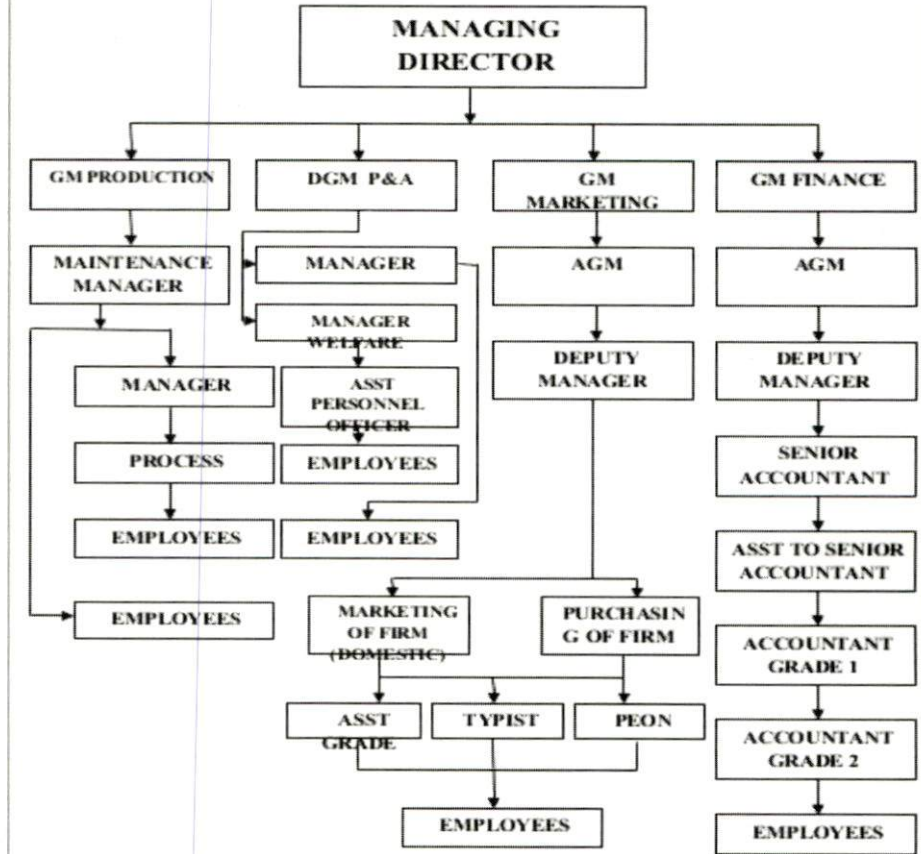 MANAGING
DIRECTOR
GM PRODUCTION
DGM P&A
GM
MARKETING
GM FINANCE
MAINTENANCE
MANAGER
MANAGER
MANAGER
WELFARE
AGM
AGM
MANAGER
ASST
PERSONNEL
OFFICER
DEPUTY
MANAGER
DEPUTY
MANAGER
PROCESS
EMPLOYEES
SENIOR
ACCOUNTANT
EMPLOYEES
EMPLOYEES
ASST TO SENIOR
ACCOUNTANT
EMPLOYEES
MARKETING
OF FIRM
(DOMESTIC)
PURCHASIN
G OF FIRM
ACCOUNTANT
GRADE 1
ASST
GRADE
TYPIST
PEON
ACCOUNTANT
GRADE 2
EMPLOYEES
EMPLOYEES